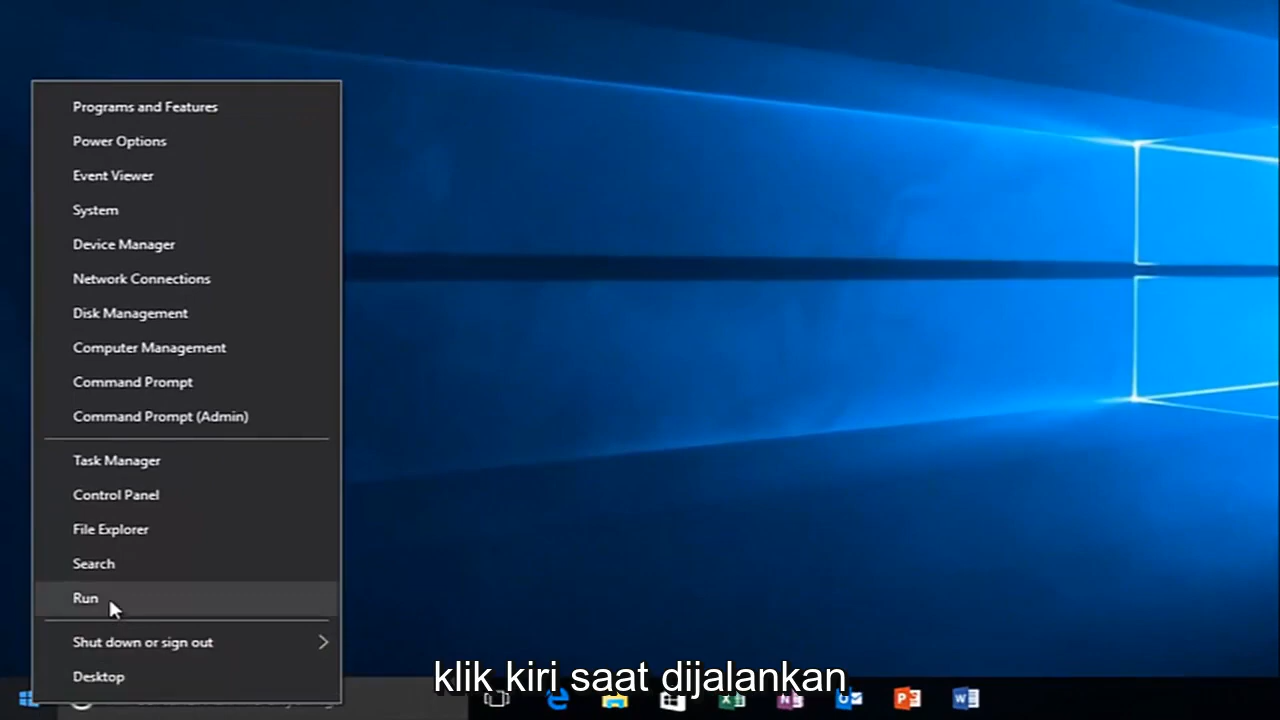 Programs and Features
Power Options
Event Viewer
System
Device Manager
Network Connections
Disk Management
Computer Management
Command Prompt
Command Prompt (Admin)
Task Manager
Control Panel
File Explorer
Search
Run
Shut down or sign out
Desktop
klik kiri saat dijalankan